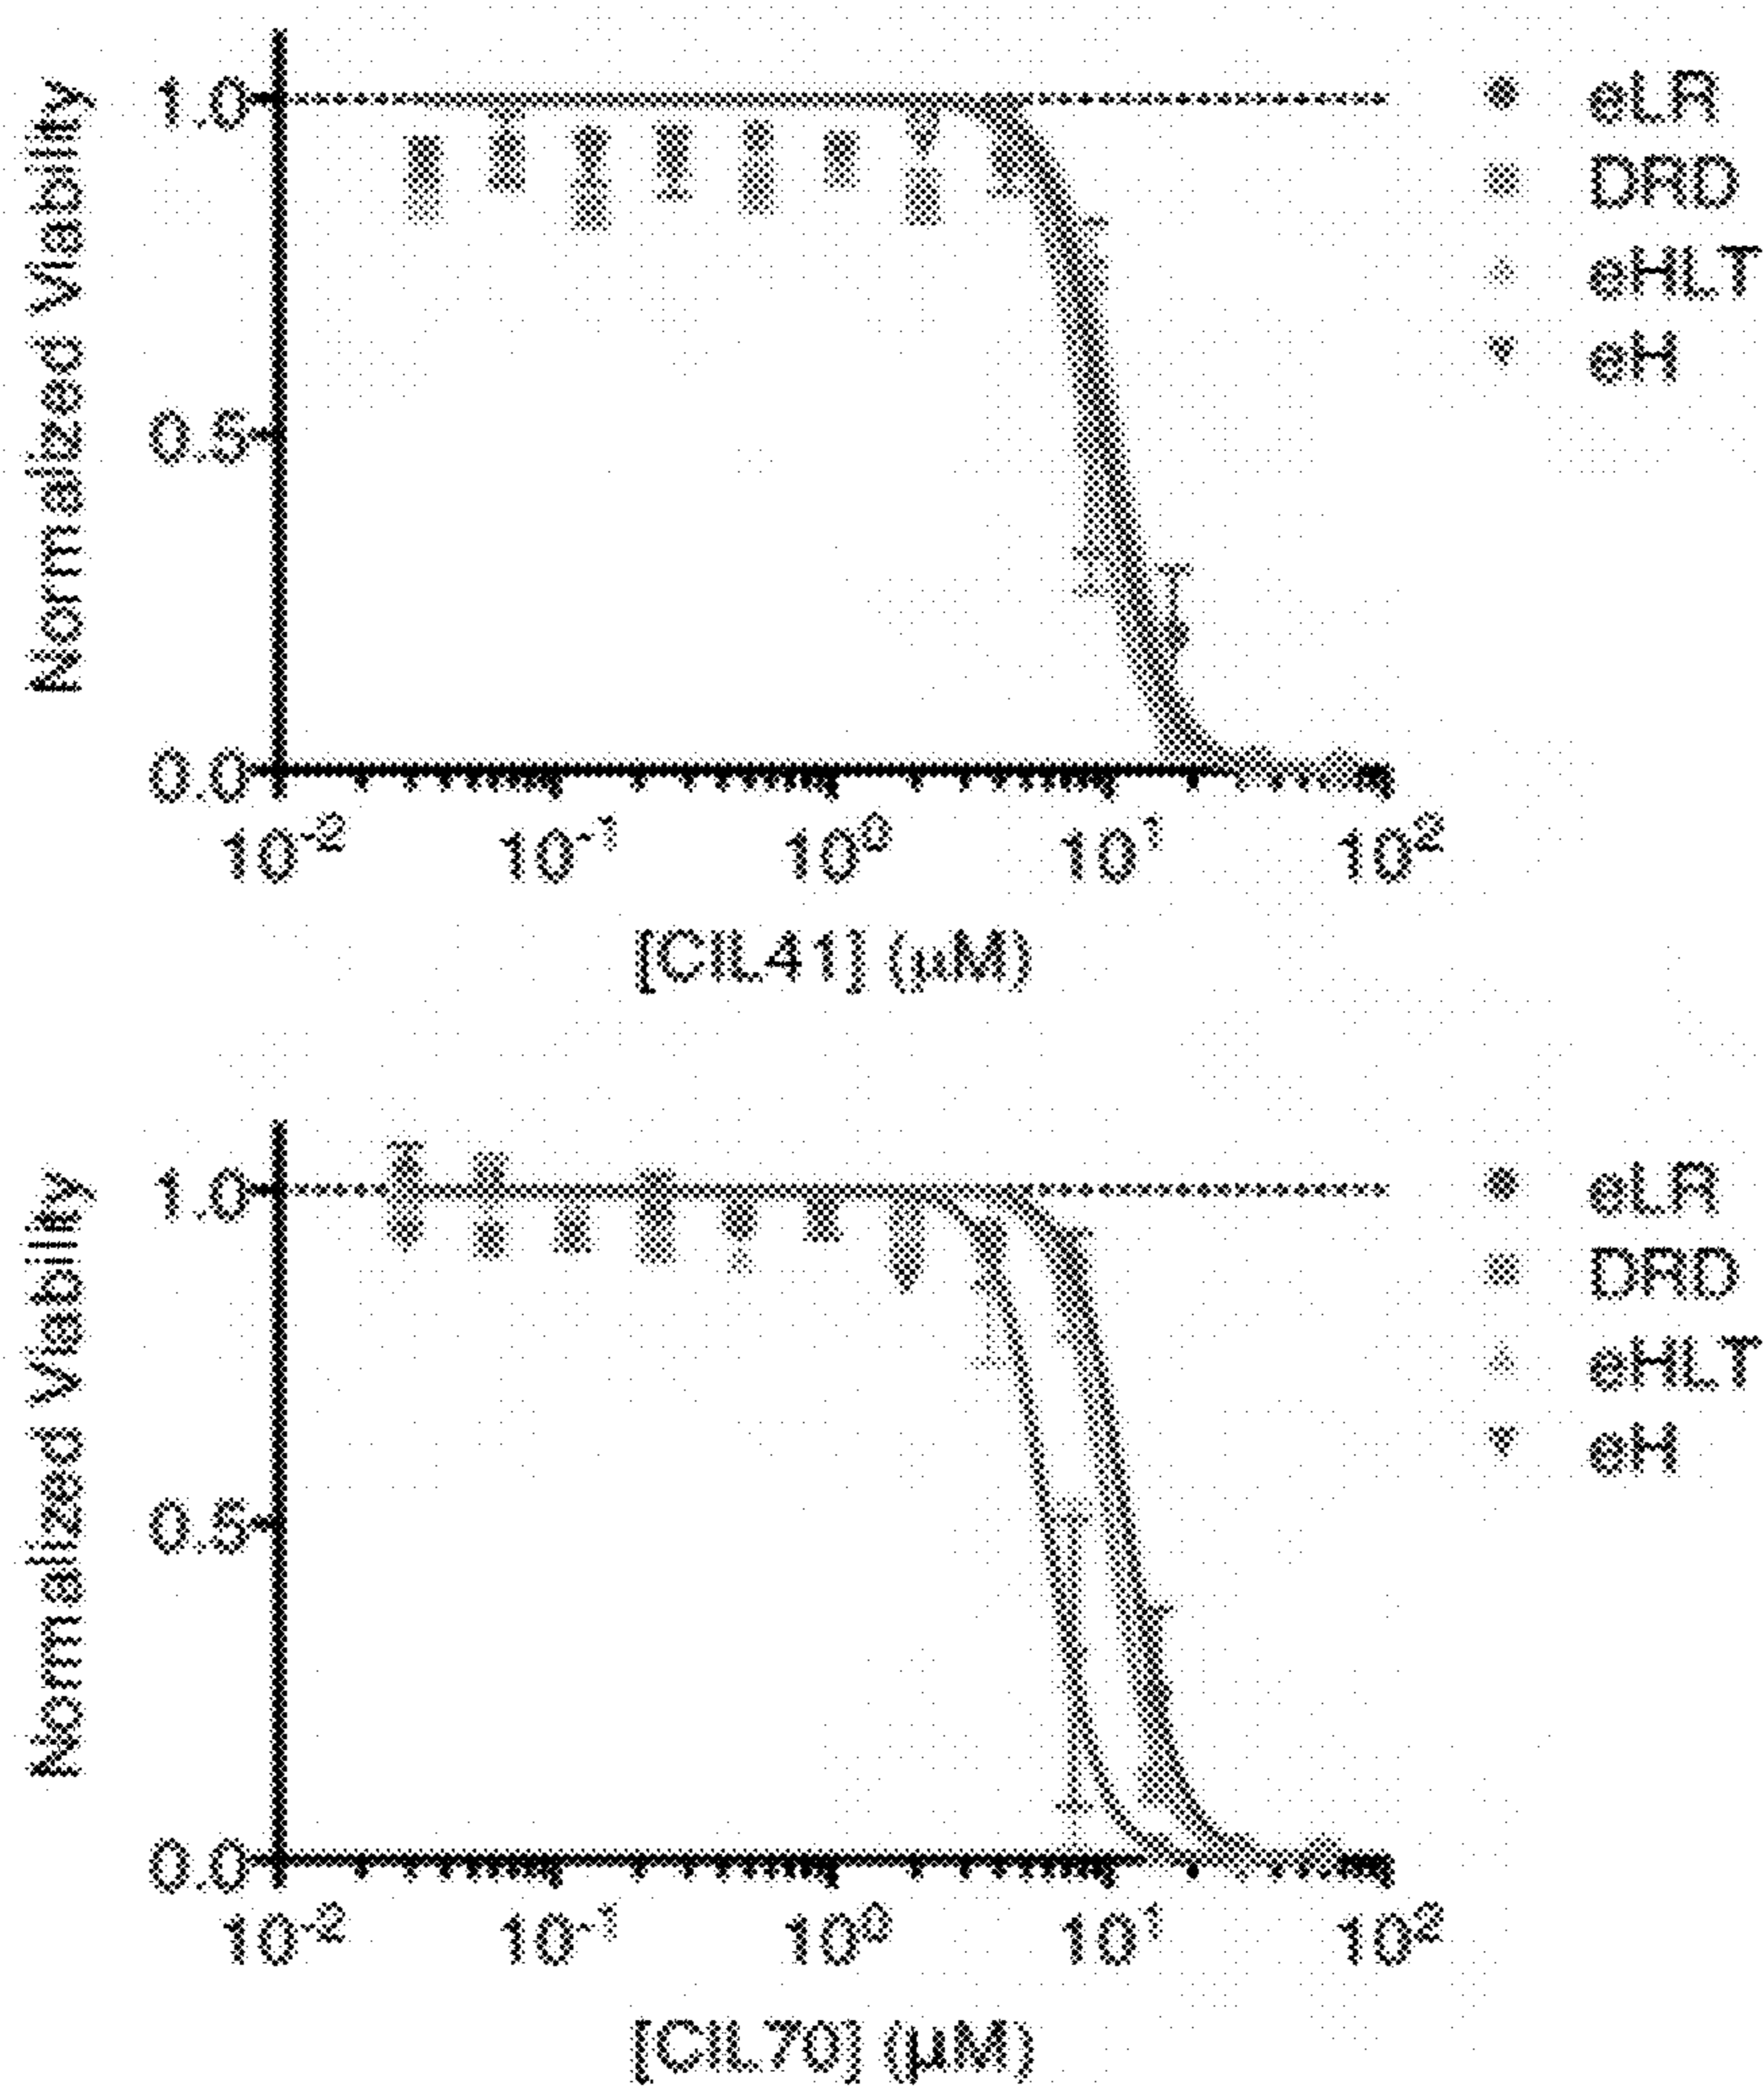 Normalized Viability
1.0
0.5
0.0
10-2 10-1 100 101 102
[CIL41] (µM)
eLR
DRD
eHLT
eH
Normalized Viability
1.0
0.5
0.0
10-2 10-1 100 101 102
[CIL70] (µM)
eLR
DRD
eHLT
eH